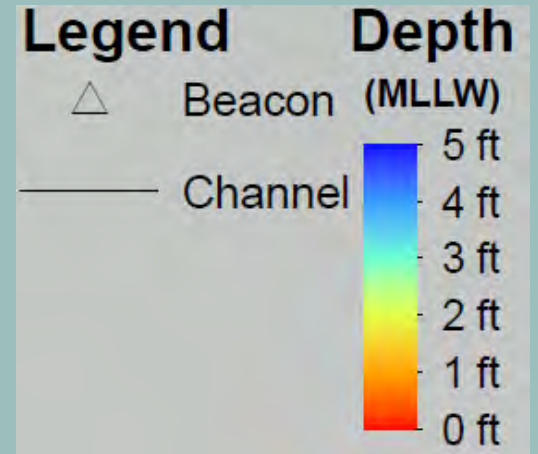 Legend
Beacon
Channel
Depth
(MLLW)
5 ft
4 ft
3 ft
2 ft
1 ft
0 ft